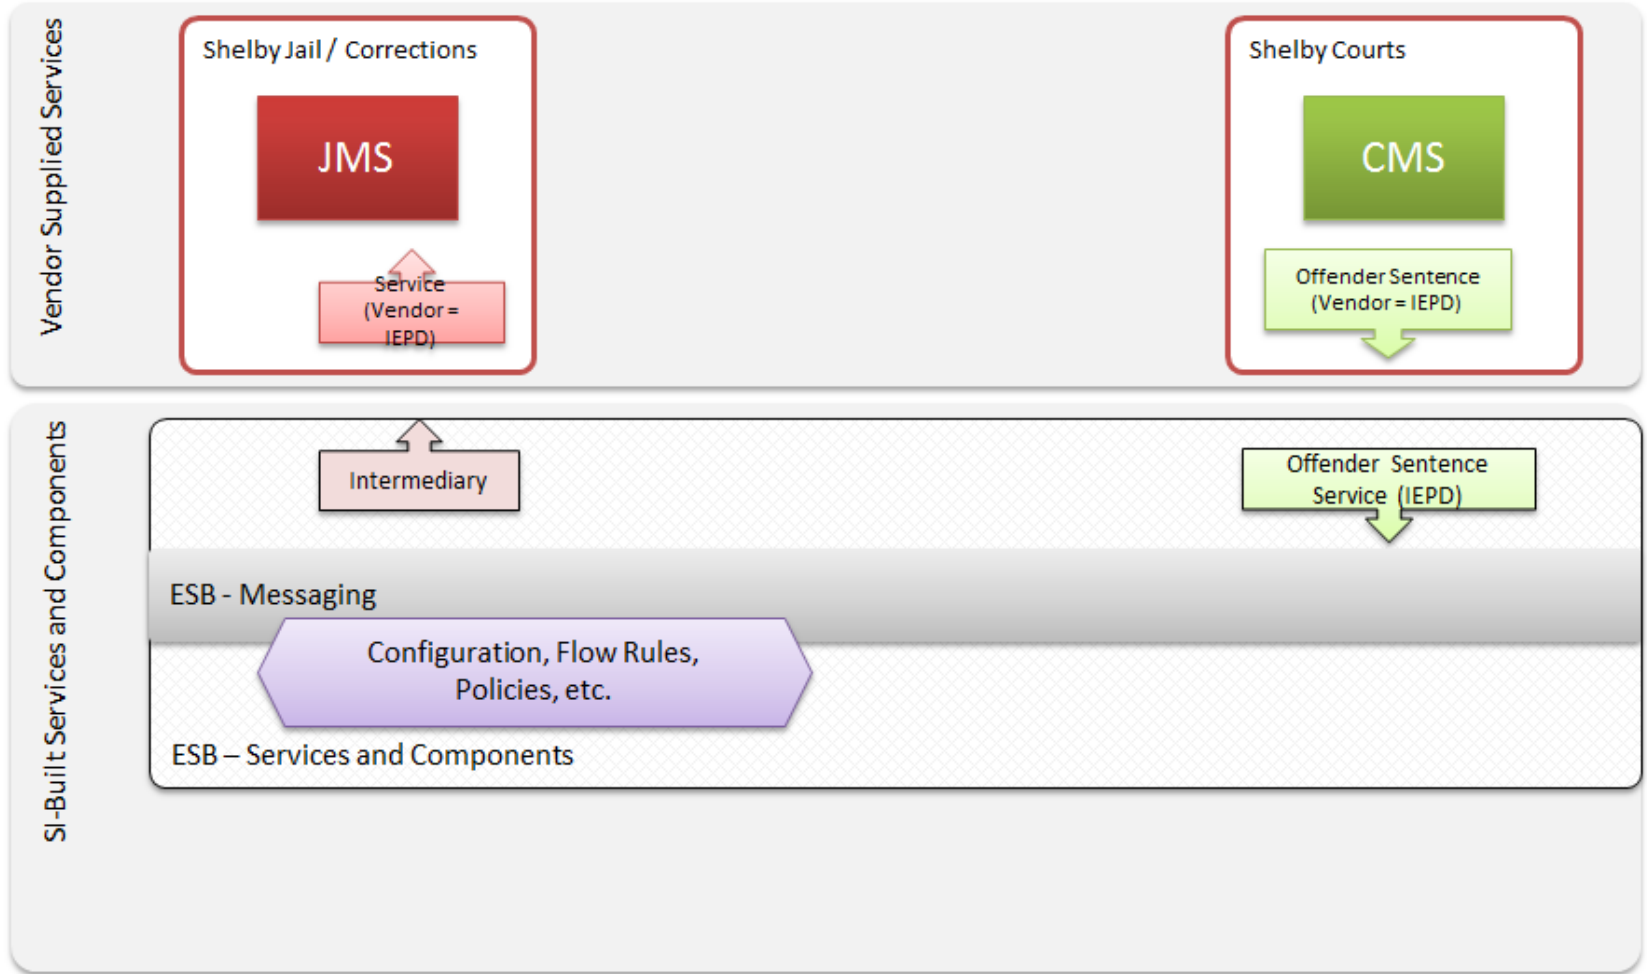 Vendor Supplied Services
Shelby Jail / Corrections
JMS
Service
(Vendor =
IEPD)
Shelby Courts
CMS
Offender Sentence
(Vendor = IEPD)
SI-Built Services and Components
Intermediary
Offender Sentence
Service (IEPD)
ESB - Messaging
Configuration, Flow Rules,
Policies, etc.
ESB – Services and Components